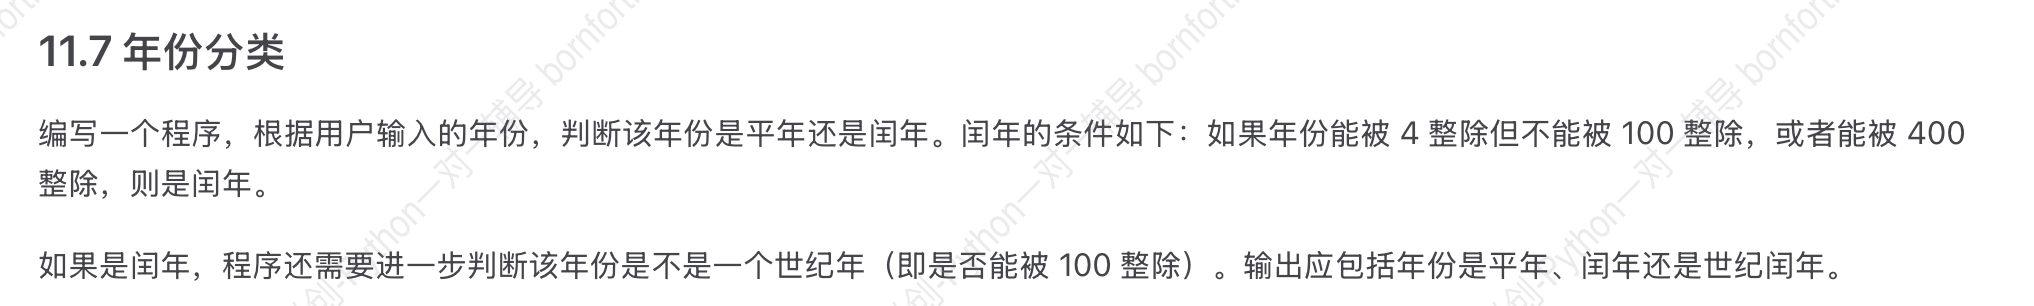 11.7 年份分类
编写一个程序，根据用户输入的年份，判断该年份是平年还是闰年。闰年的条件如下：如果年份能被 4 整除但不能被 100 整除，或者能被 400
整除，则是闰年。
如果是闰年，程序还需要进一步判断该年份是不是一个世纪年（即是否能被 100 整除）。输出应包括年份是平年、闰年还是世纪闰年。